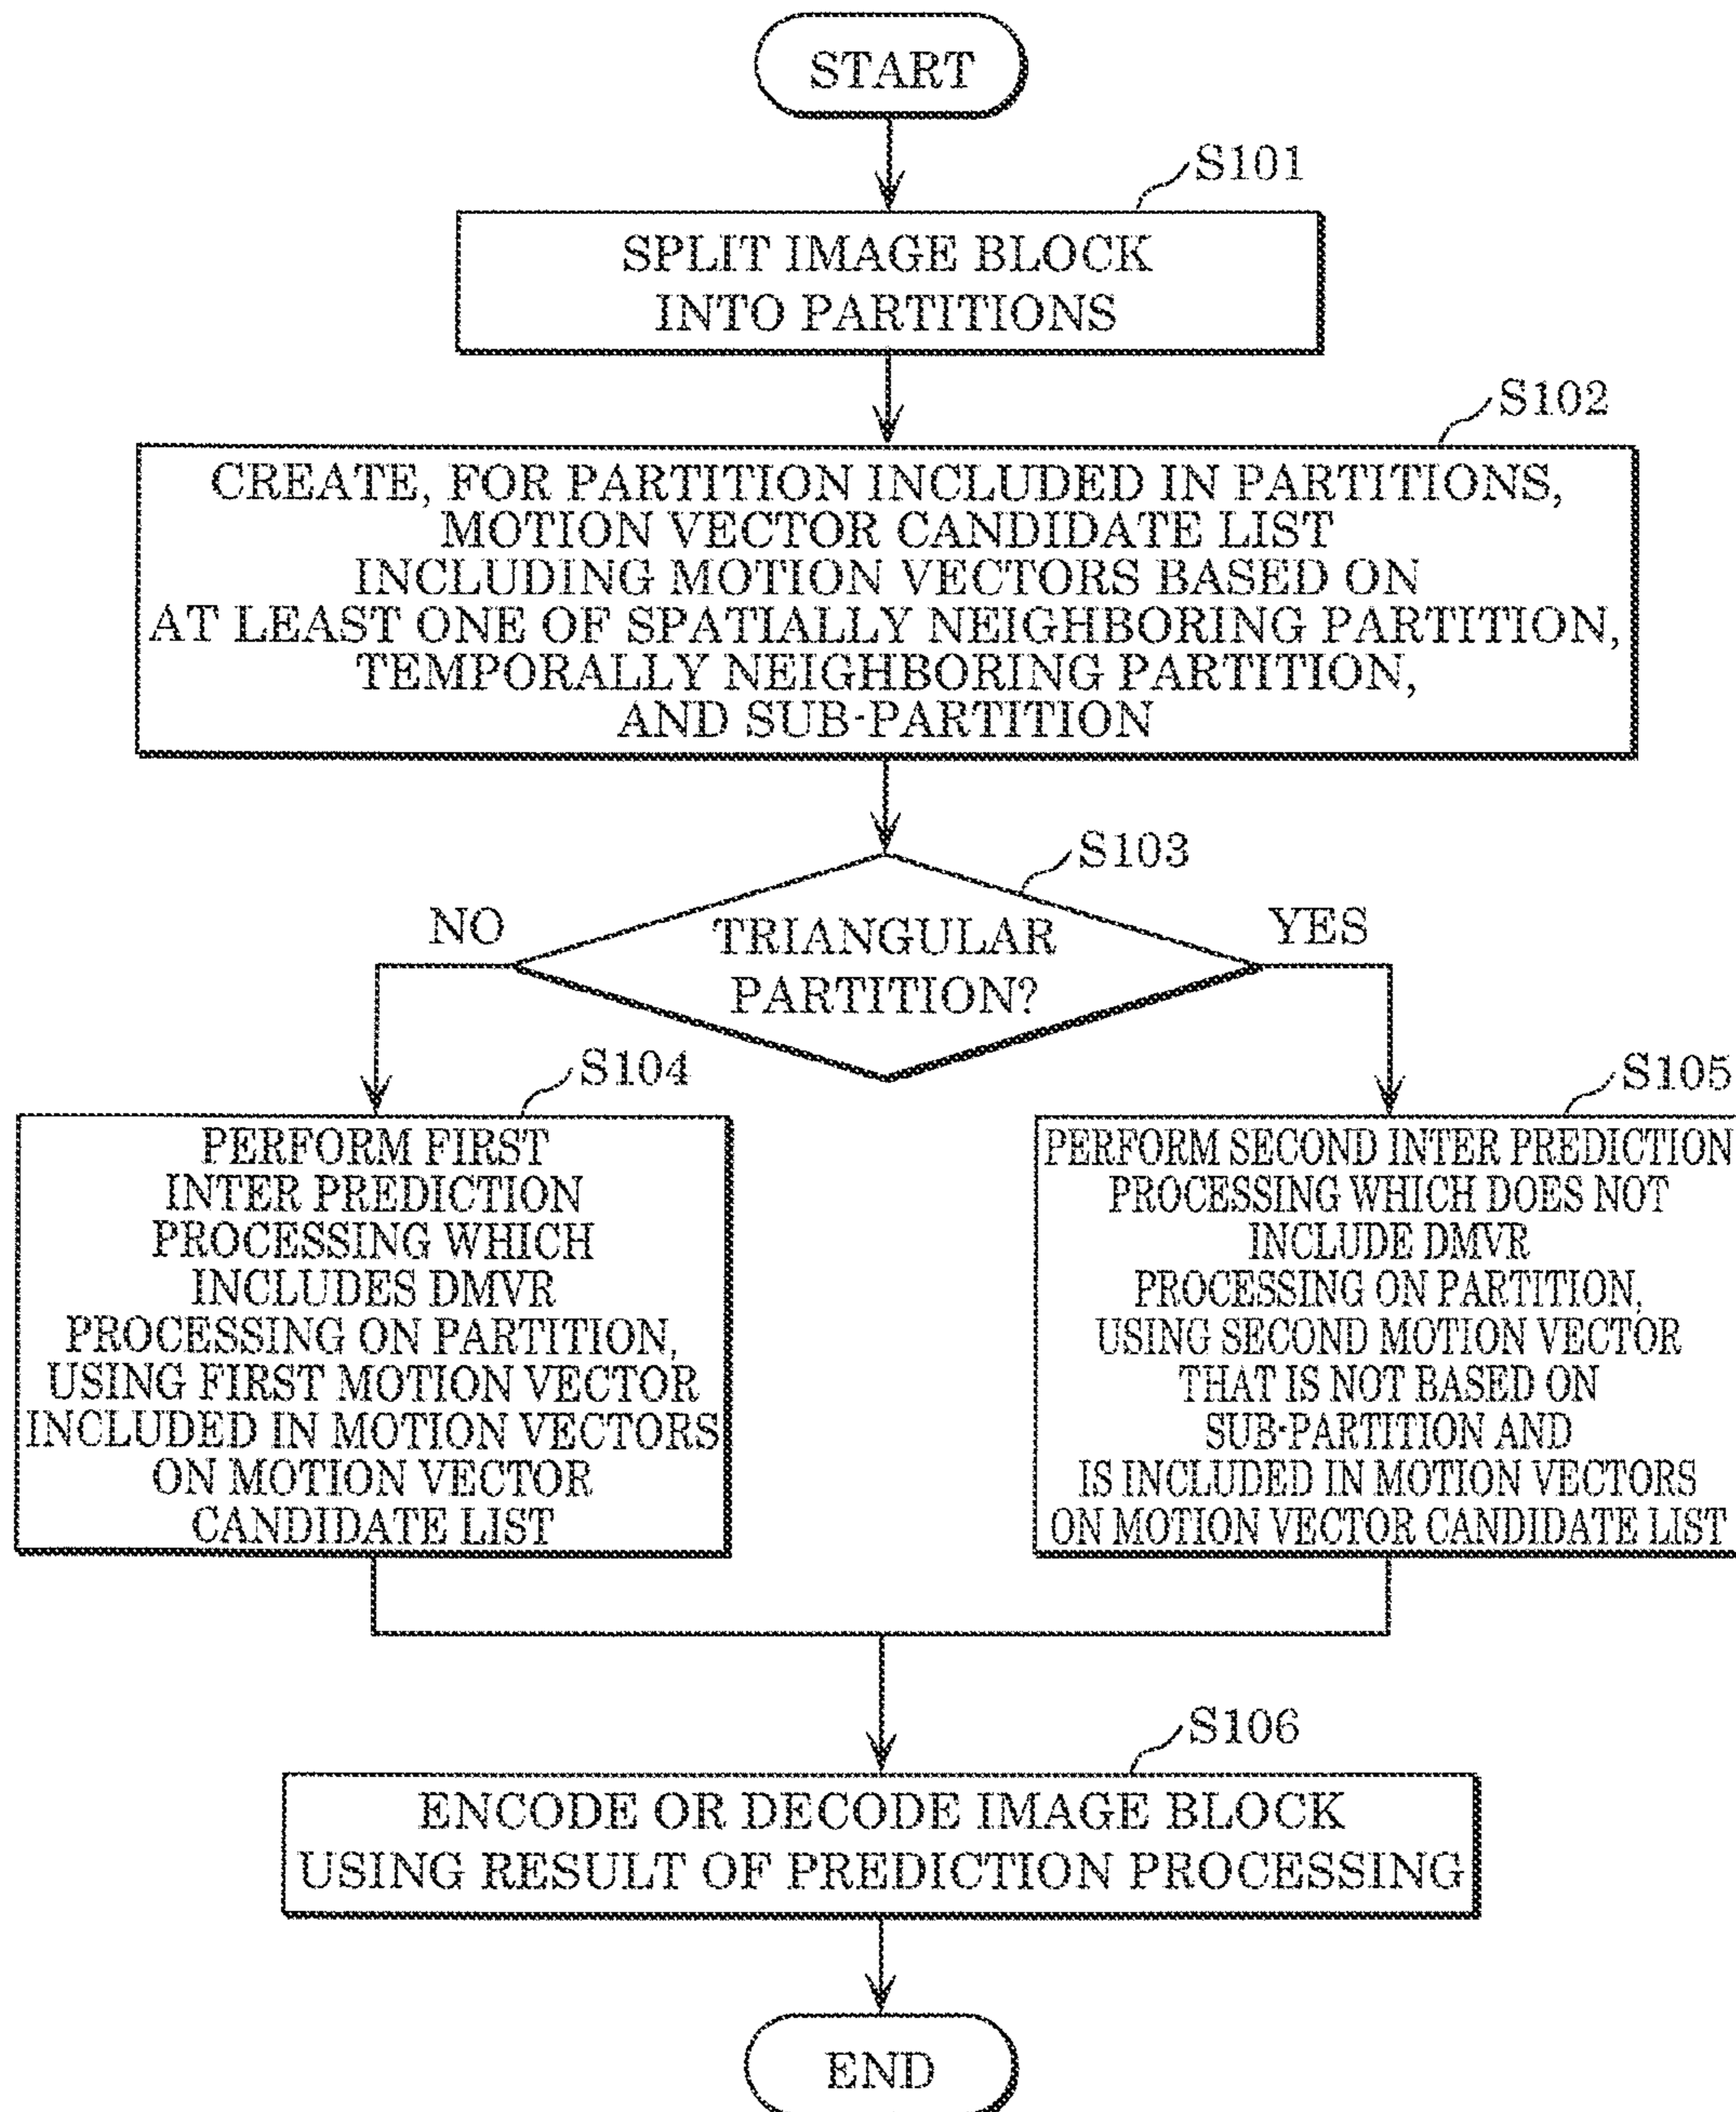 START
S101
SPLIT IMAGE BLOCK
INTO PARTITIONS
S102
CREATE, FOR PARTITION INCLUDED IN PARTITIONS,
MOTION VECTOR CANDIDATE LIST
INCLUDING MOTION VECTORS BASED ON
AT LEAST ONE OF SPATIALLY NEIGHBORING PARTITION,
TEMPORALLY NEIGHBORING PARTITION,
AND SUB-PARTITION
S103
NO
TRIANGULAR
PARTITION?
YES
S104
PERFORM FIRST
INTER PREDICTION
PROCESSING WHICH
INCLUDES DMVR
PROCESSING ON PARTITION,
USING FIRST MOTION VECTOR
INCLUDED IN MOTION VECTORS
ON MOTION VECTOR
CANDIDATE LIST
S105
PERFORM SECOND INTER PREDICTION
PROCESSING WHICH DOES NOT
INCLUDE DMVR
PROCESSING ON PARTITION,
USING SECOND MOTION VECTOR
THAT IS NOT BASED ON
SUB-PARTITION AND
IS INCLUDED IN MOTION VECTORS
ON MOTION VECTOR CANDIDATE LIST
S106
ENCODE OR DECODE IMAGE BLOCK
USING RESULT OF PREDICTION PROCESSING
END